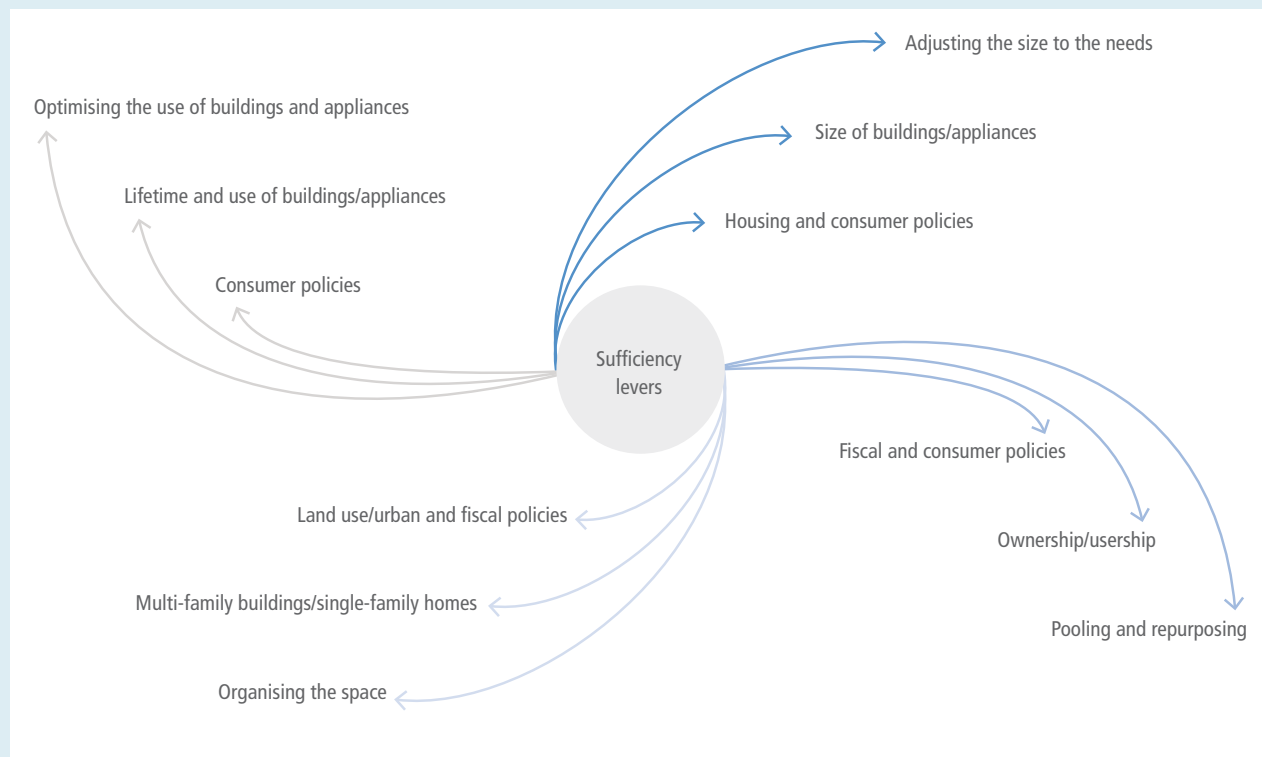 Adjusting the size to the needs
Optimising the use of buildings and appliances
Size of buildings/appliances
Lifetime and use of buildings/appliances
Housing and consumer policies
Consumer policies
Sufficiency
levers
Fiscal and consumer policies
Land use/urban and fiscal policies
Ownership/usership
Multi-family buildings/single-family homes
Pooling and repurposing
Organising the space